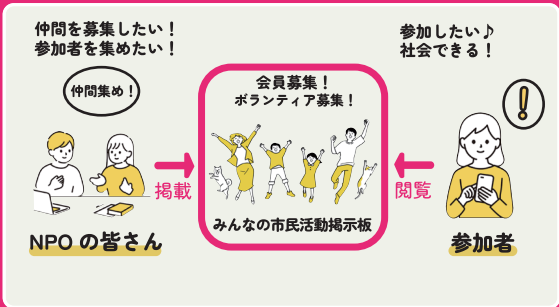 仲間を募集したい！
参加者を集めたい！
仲間集め！
NPOの皆さん
掲載
会員募集！
ボランティア募集！
みんなの市民活動掲示板
閲覧
参加したい♪
社会できる！
!
参加者